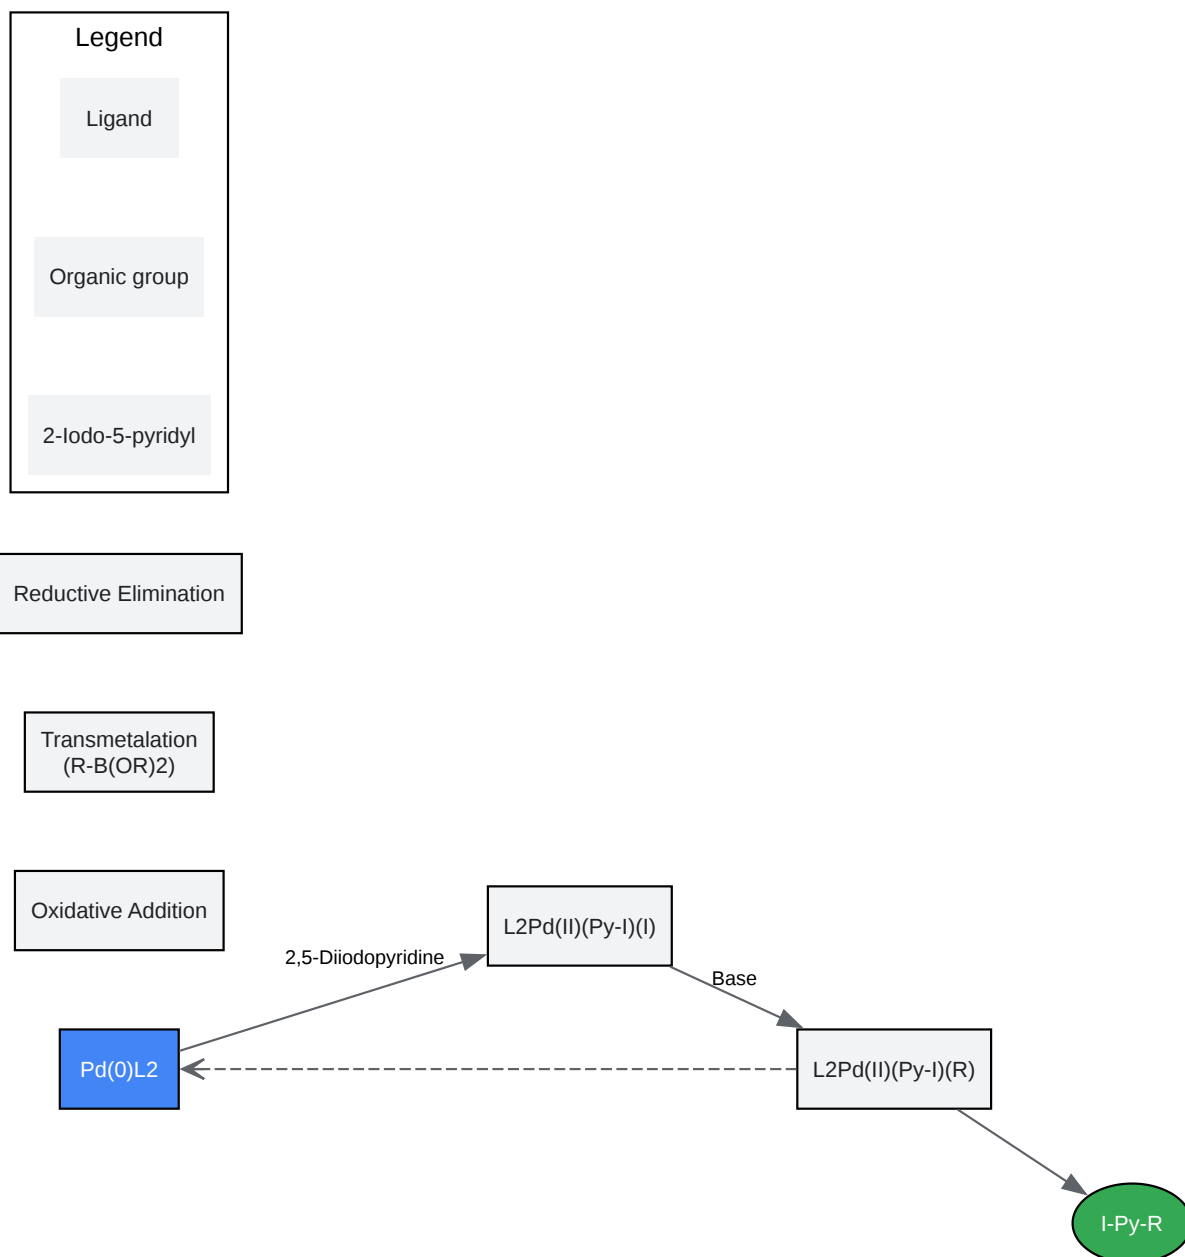 Legend
Ligand
Organic group
2-Iodo-5-pyridyl
Reductive Elimination
Transmetalation
(R-B(OR)2)
Oxidative Addition
L2Pd(II)(Py-I)(I)
2,5-Diiodopyridine
Base
Pd(0)L2
L2Pd(II)(Py-I)(R)
I-Py-R